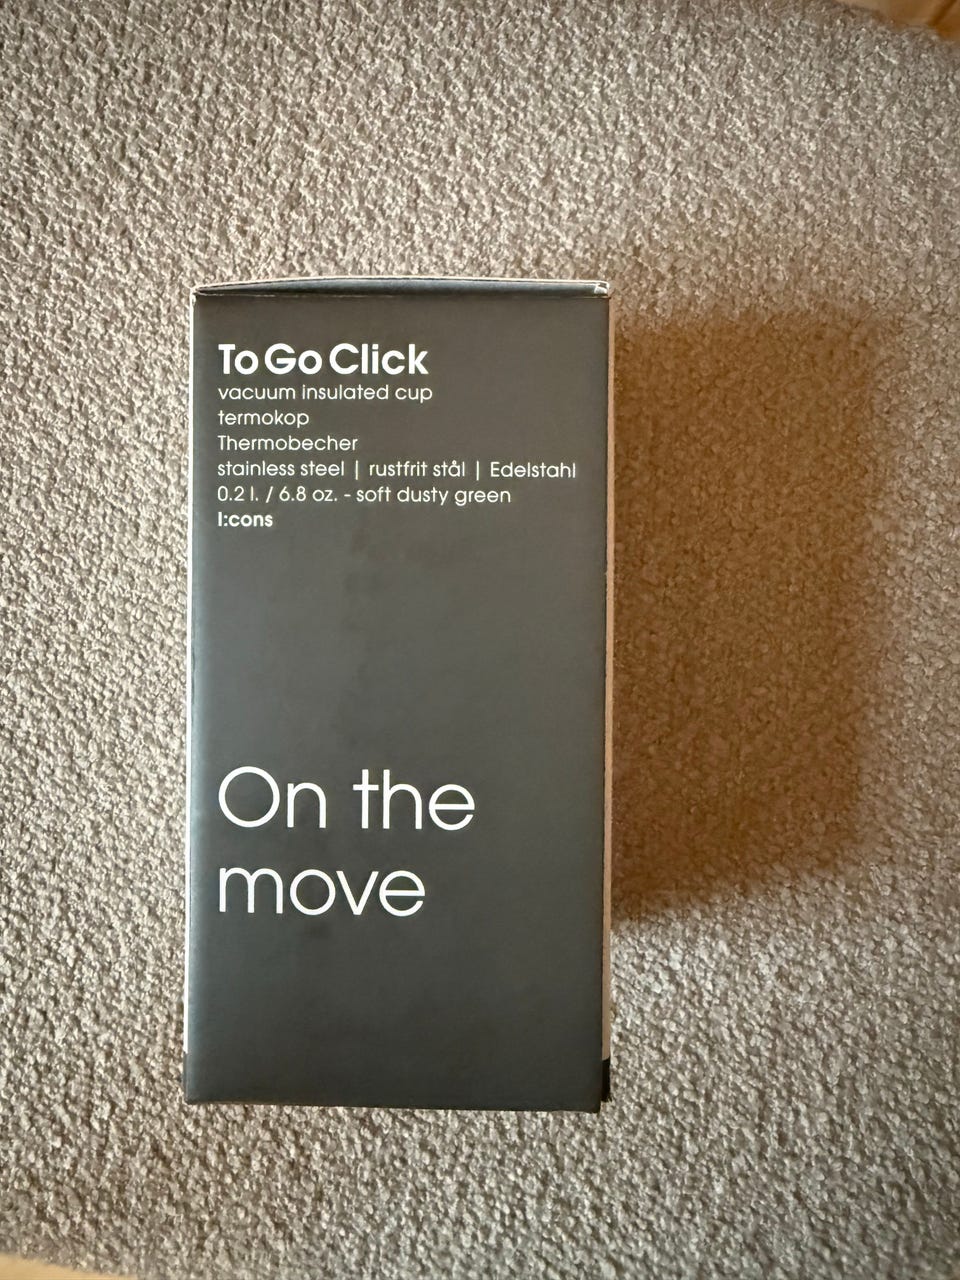 To Go Click
vacuum insulated cup
termokop
Thermobecher
stainless steel | rustfrit stål | Edelstahl
0.2 l. / 6.8 oz. - soft dusty green
I:cons
On the
move